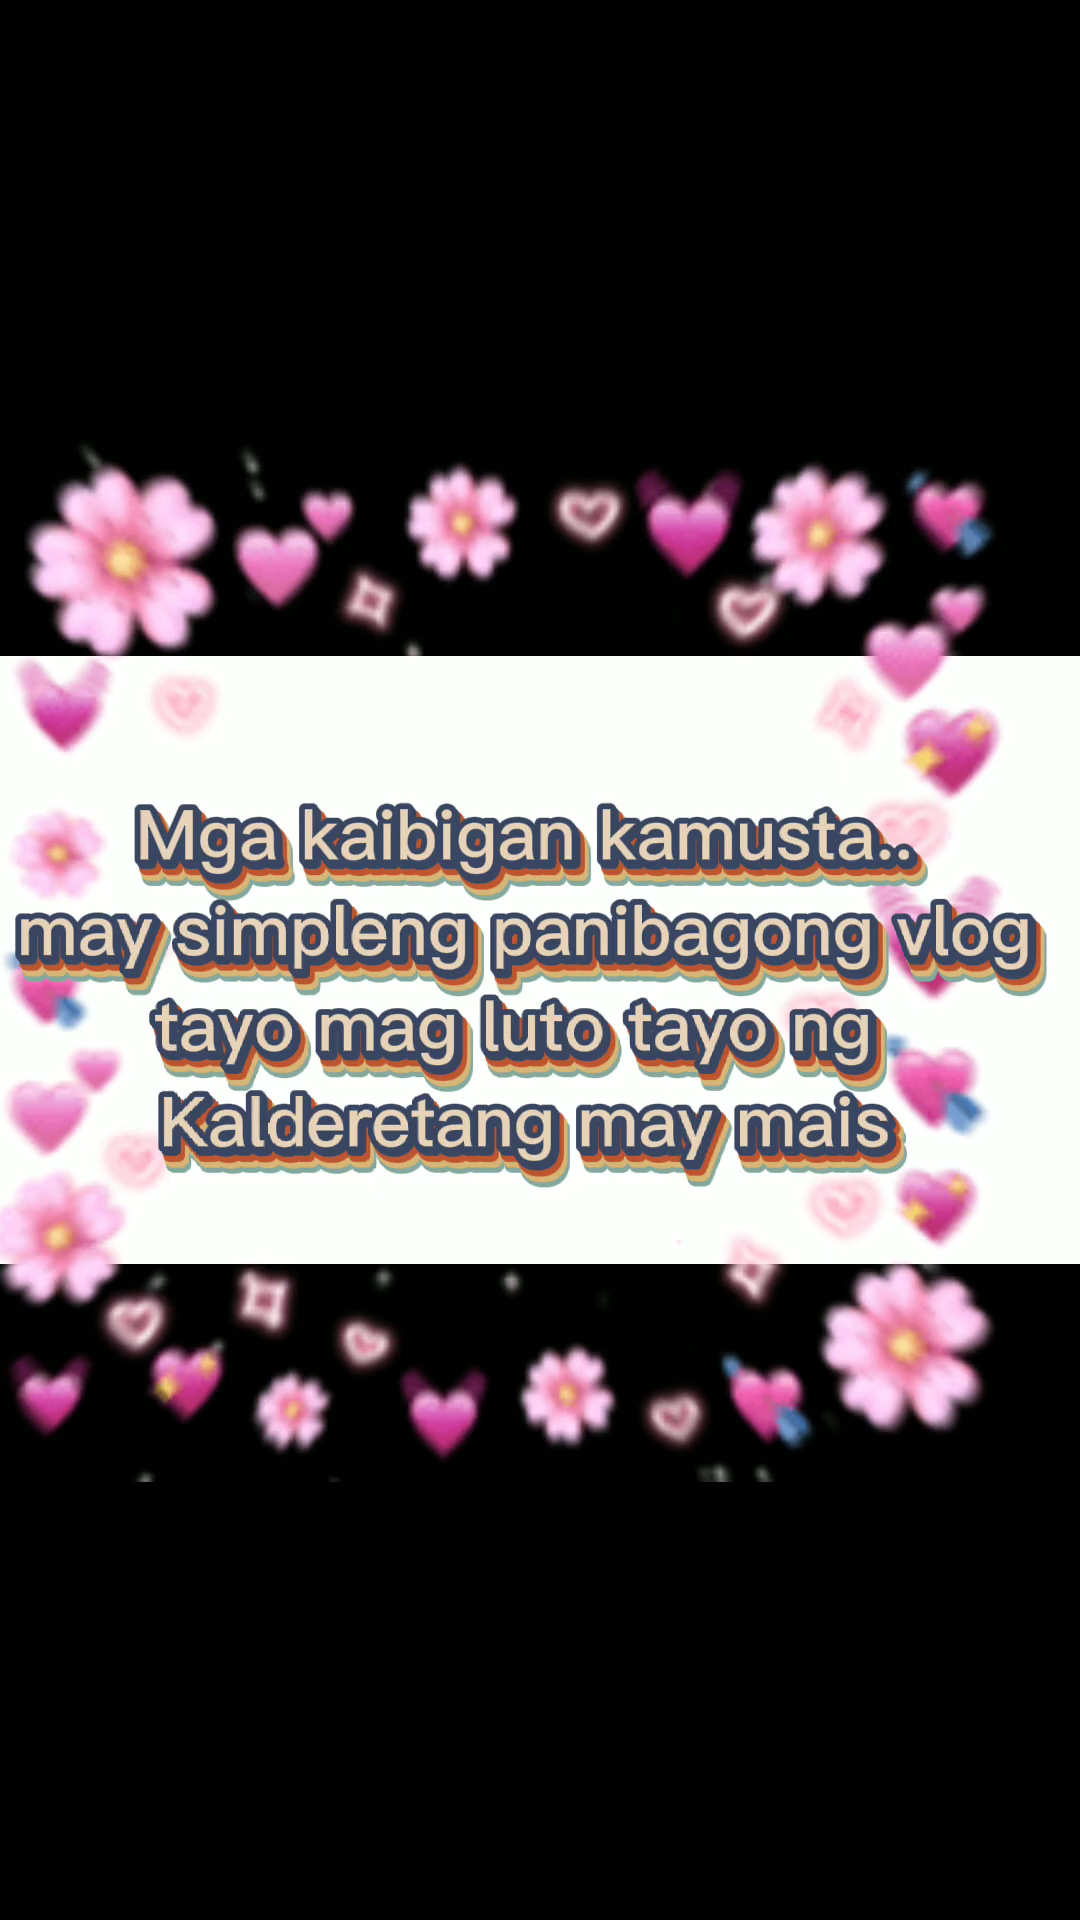 Mga kaibigan kamusta..
may simpleng panibagong vlog
tayo mag luto tayo ng
Kalderetang may mais